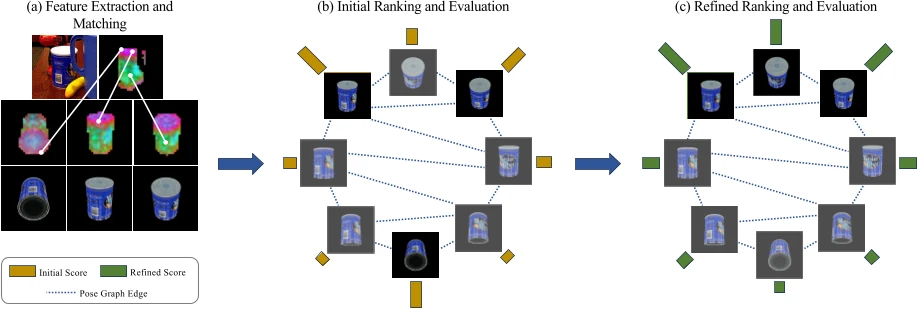 (a) Feature Extraction and
Matching
(b) Initial Ranking and Evaluation
(c) Refined Ranking and Evaluation
Initial Score
Refined Score
Pose Graph Edge